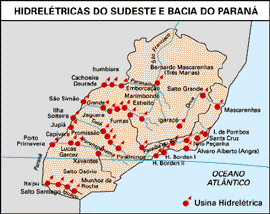 HIDRELÉTRICAS DO SUDESTE E BACIA DO PARANÁ
Itumbiara
Cachoeira
Dourada
Bernardo Mascarenhas
(Três Marias)
Marimbondo
São Simão
Grande
Estreito
Salto Grande
Ilha
Solteira
Jaguara
Furnas
Mascarenhas
Jupiá
Capivara
Promissão
Igarapé
Porto
Primavera
Lucas
Garcez
I. de Pombos
Santa Cruz
Nilo Peçanha
Xavantes
Piratininga
H. Borden I
H. Borden II
Álvaro Alberto (Angra)
Paraná
Salto Osório
Munhoz da
Rocha
Itaipu
Salto Santiago
OCEANO
ATLÂNTICO
Usina Hidrelétrica